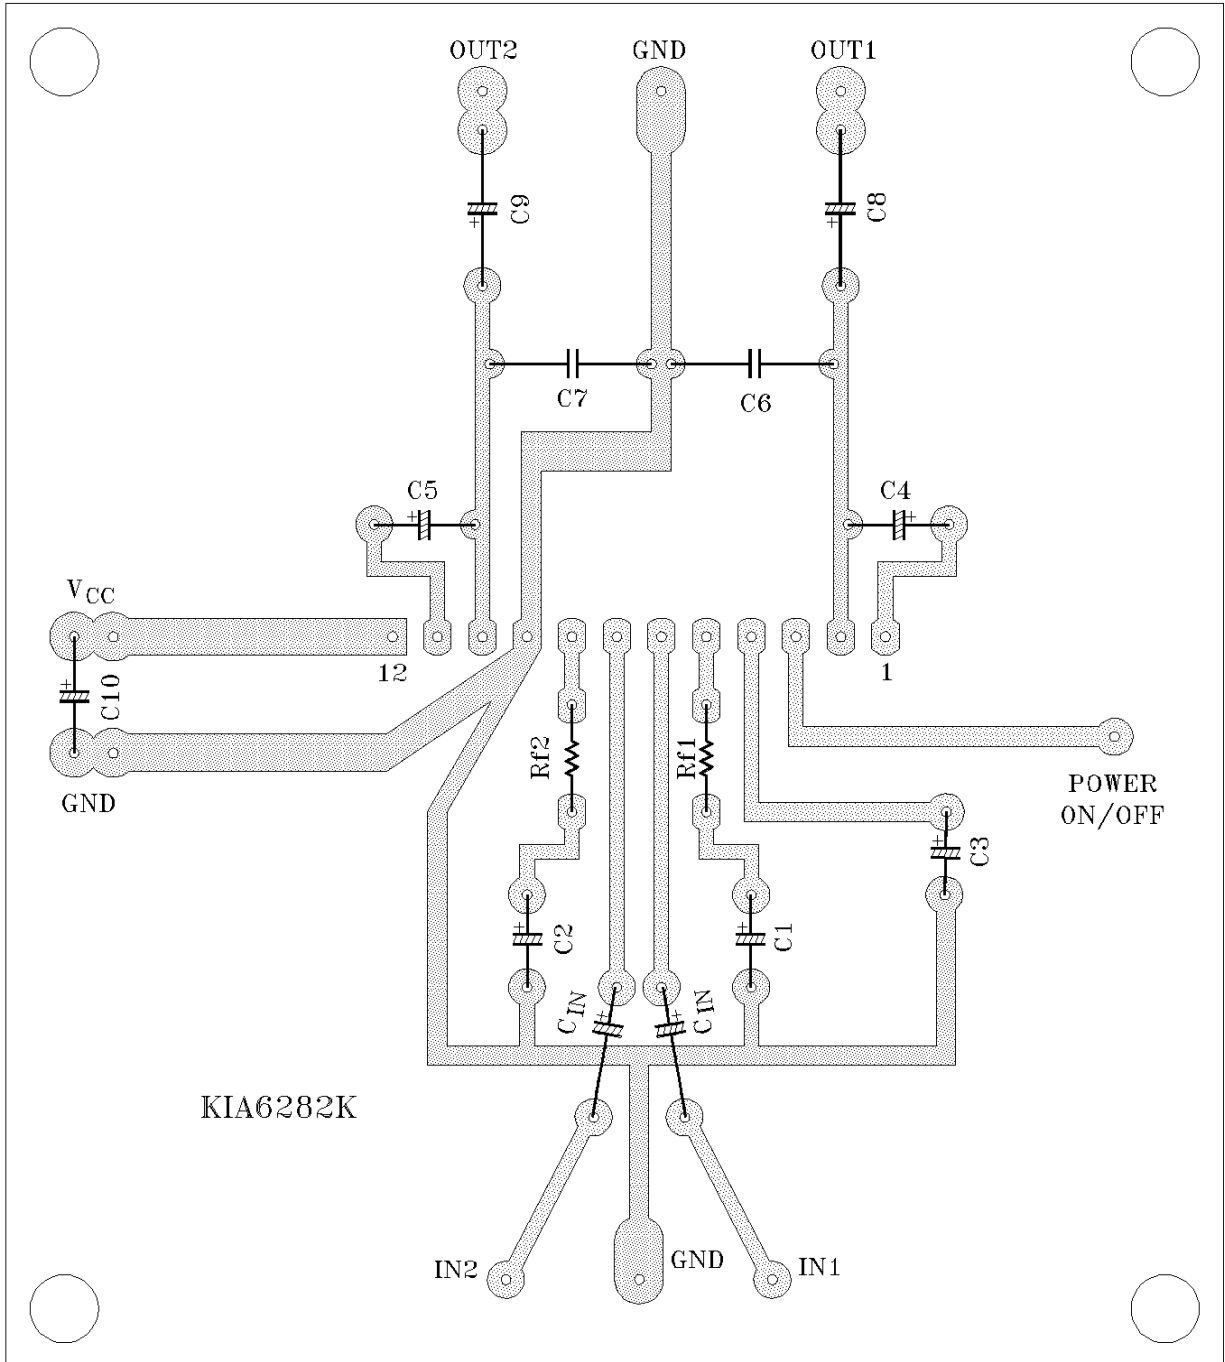 OUT2 GND OUT1
C9 C8
C7 C6
C5 C4
VCC
12 1
C10
Rf2 Rf1
GND
POWER
ON/OFF
C3
C2 C1
CIN CIN
KIA6282K
IN2 GND IN1
+
+
+
+
+
+
+
+
+
+